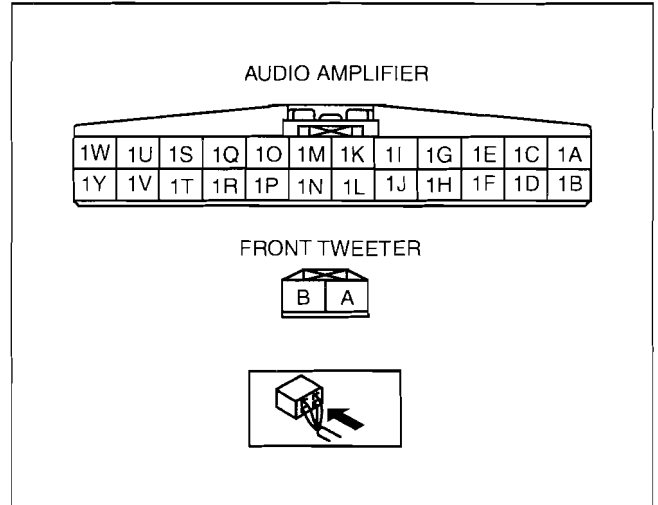 AUDIO AMPLIFIER
1W 1U 1S 1Q 1O 1M 1K 1I 1G 1E 1C 1A
1Y 1V 1T 1R 1P 1N 1L 1J 1H 1F 1D 1B
FRONT TWEETER
B A